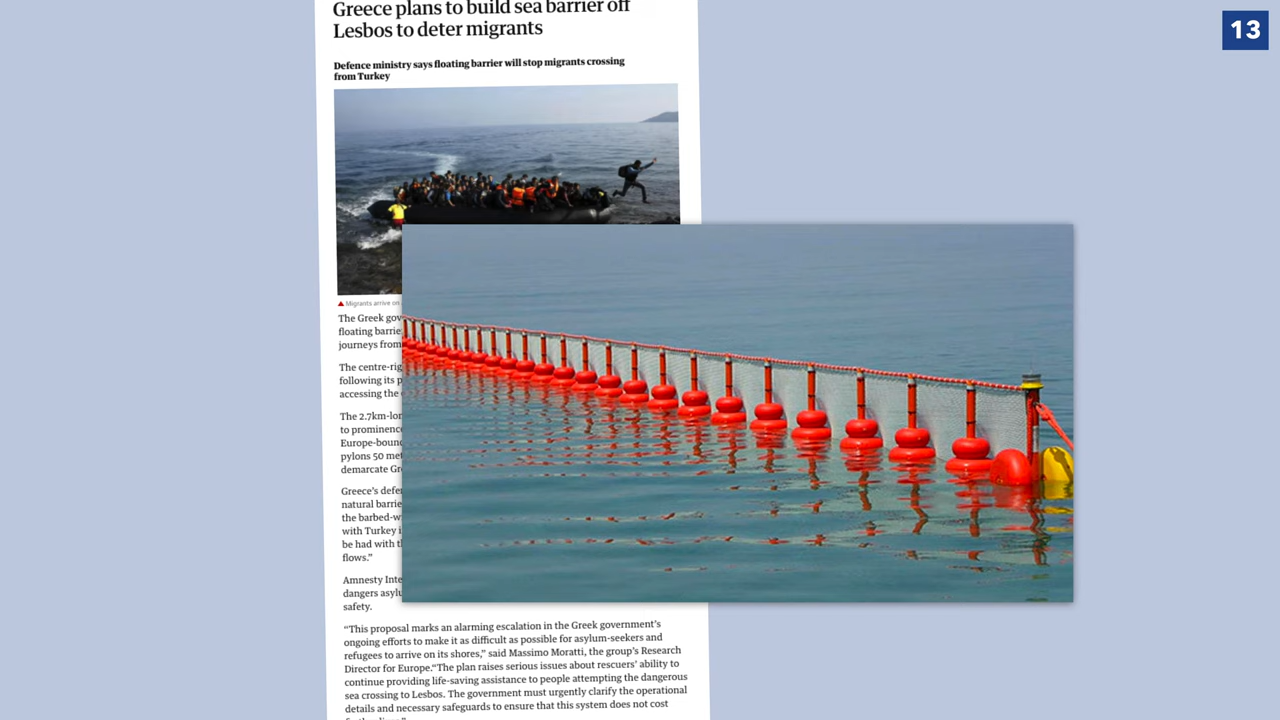 13
Greece plans to build sea barrier off
Lesbos to deter migrants
Defence ministry says floating barrier will stop migrants crossing
from Turkey
Migrants arrive on
The Greek gov
floating barrie
journeys from
The centre-rig
following its p
accessing the
The 2.7km-lon
to prominence
Europe-boun
pylons 50 met
demarcate Gr
Greece's defe
natural barrie
the barbed-w
with Turkey i
be had with t
flows."
Amnesty Inte
dangers asylu
safety.
"This proposal marks an alarming escalation in the Greek government's
ongoing efforts to make it as difficult as possible for asylum-seekers and
refugees to arrive on its shores," said Massimo Moratti, the group's Research
Director for Europe."The plan raises serious issues about rescuers' ability to
continue providing life-saving assistance to people attempting the dangerous
sea crossing to Lesbos. The government must urgently clarify the operational
details and necessary safeguards to ensure that this system does not cost